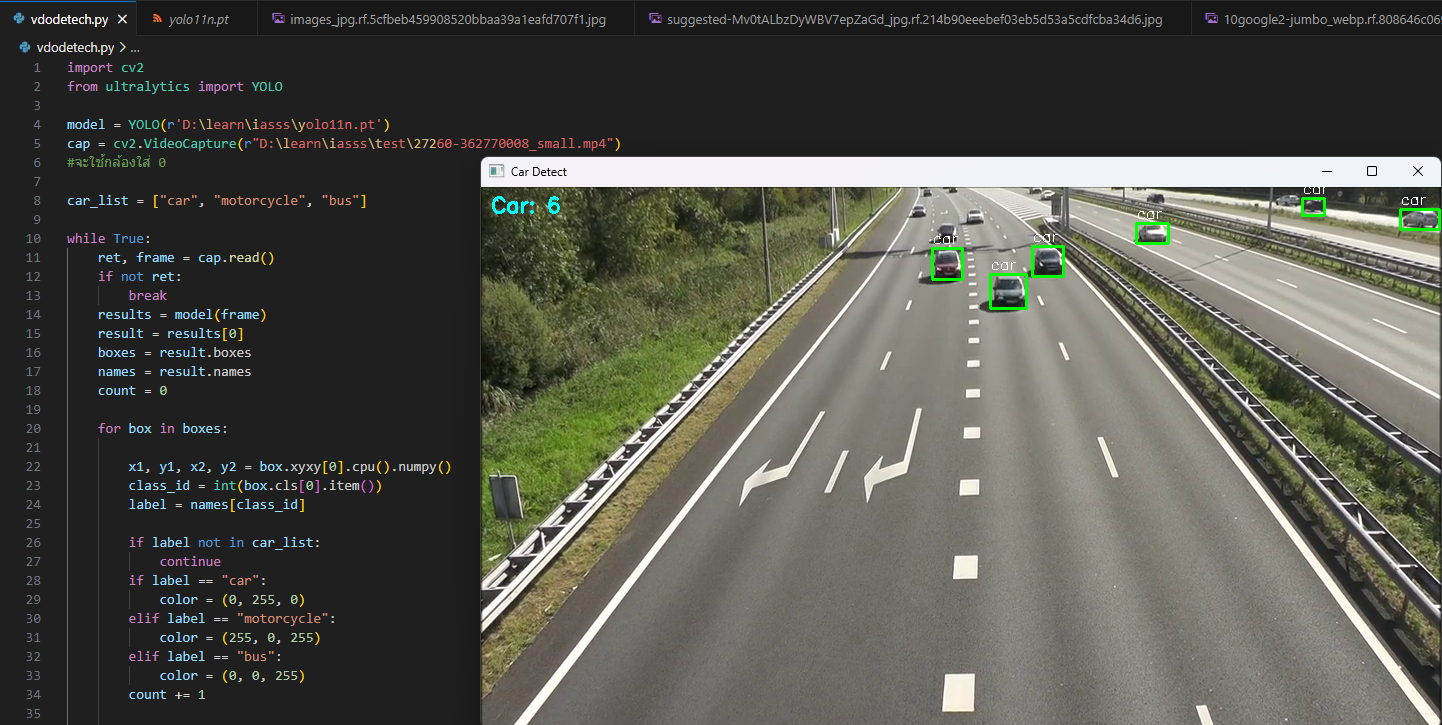 vdodetech.py
yolo11n.pt
images_jpg.rf.5cfbeb459908520bbaa39a1eafd707f1.jpg
suggested-Mv0tALbzDyWBV7epZaGd_jpg.rf.214b90eeebef03eb5d53a5cdfcba34d6.jpg
10google2-jumbo_webp.rf.808646c06
vdodetech.py > ...
1 import cv2
2 from ultralytics import YOLO
3
4 model = YOLO(r'D:\learn\iasss\yolo11n.pt')
5 cap = cv2.VideoCapture(r"D:\learn\iasss\test\27260-362770008_small.mp4")
6 #จะใช้กล้องใส่ 0
7
8 car_list = ["car", "motorcycle", "bus"]
9
10 while True:
11 ret, frame = cap.read()
12 if not ret:
13 break
14 results = model(frame)
15 result = results[0]
16 boxes = result.boxes
17 names = result.names
18 count = 0
19
20 for box in boxes:
21
22 x1, y1, x2, y2 = box.xyxy[0].cpu().numpy()
23 class_id = int(box.cls[0].item())
24 label = names[class_id]
25
26 if label not in car_list:
27 continue
28 if label == "car":
29 color = (0, 255, 0)
30 elif label == "motorcycle":
31 color = (255, 0, 255)
32 elif label == "bus":
33 color = (0, 0, 255)
34 count += 1
35
Car Detect
Car: 6
car
car
car
car
car
car